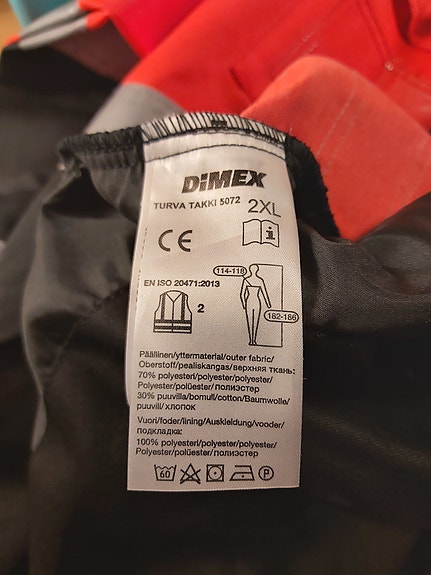 DiMEX
TURVA TAKKI 5072 2XL
CE i
114-118
EN ISO 20471:2013
2
182-186
Päällinen/yttermaterial/outer fabric/
Oberstoff/pealiskangas/верхняя ткань:
70% polyesteri/polyester/polyester/
Polyester/polüester/полиэстер
30% puuvilla/bomull/cotton/Baumwolle/
puuvill/хлопок
Vuori/foder/lining/Auskleidung/vooder/
подкладка:
100% polyesteri/polyester/polyester/
Polyester/polüester/полиэстер
60 P